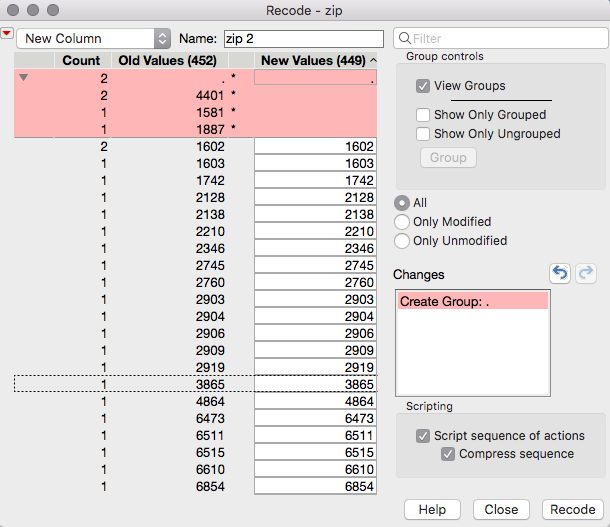 Recode - zip
New Column Name: zip 2 Filter
Count Old Values (452) New Values (449)
2 . * .
2 4401 *
1 1581 *
1 1887 *
2 1602 1602
1 1603 1603
1 1742 1742
1 2128 2128
1 2138 2138
1 2210 2210
1 2346 2346
1 2745 2745
1 2760 2760
1 2903 2903
1 2904 2904
1 2906 2906
1 2909 2909
1 2919 2919
1 3865 3865
1 4864 4864
1 6473 6473
1 6511 6511
1 6515 6515
1 6610 6610
1 6854 6854
Group controls
View Groups
Show Only Grouped
Show Only Ungrouped
Group
All
Only Modified
Only Unmodified
Changes
Create Group: .
Scripting
Script sequence of actions
Compress sequence
Help Close Recode